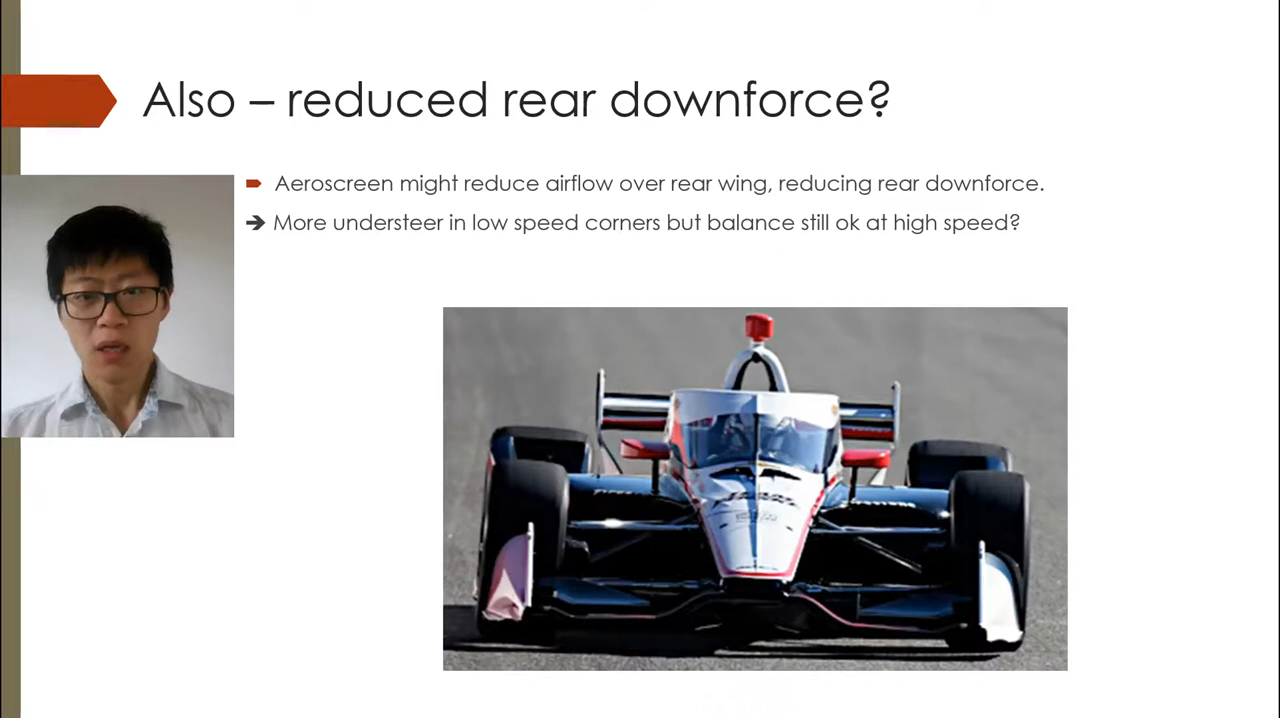 Also – reduced rear downforce?
Aeroscreen might reduce airflow over rear wing, reducing rear downforce.
➔ More understeer in low speed corners but balance still ok at high speed?